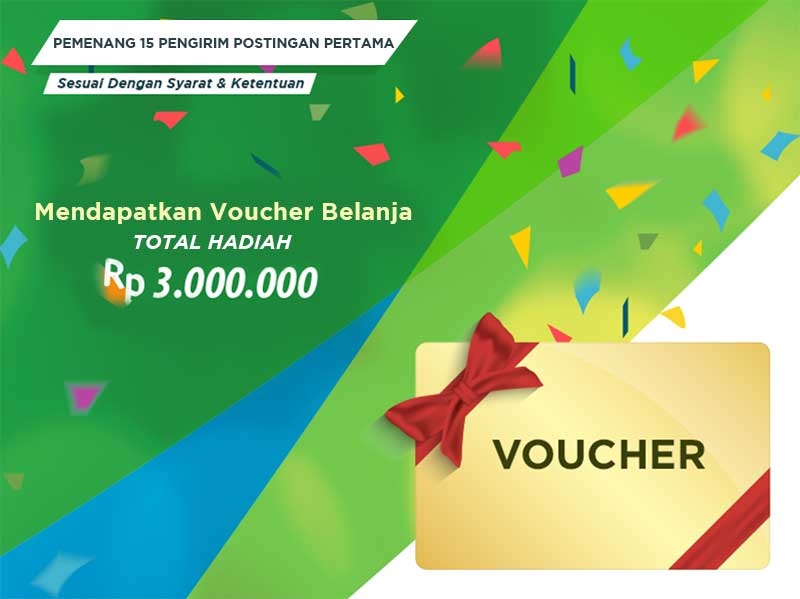 PEMENANG 15 PENGIRIM POSTINGAN PERTAMA
Sesuai Dengan Syarat & Ketentuan
Mendapatkan Voucher Belanja
TOTAL HADIAH
Rp 3.000.000
VOUCHER